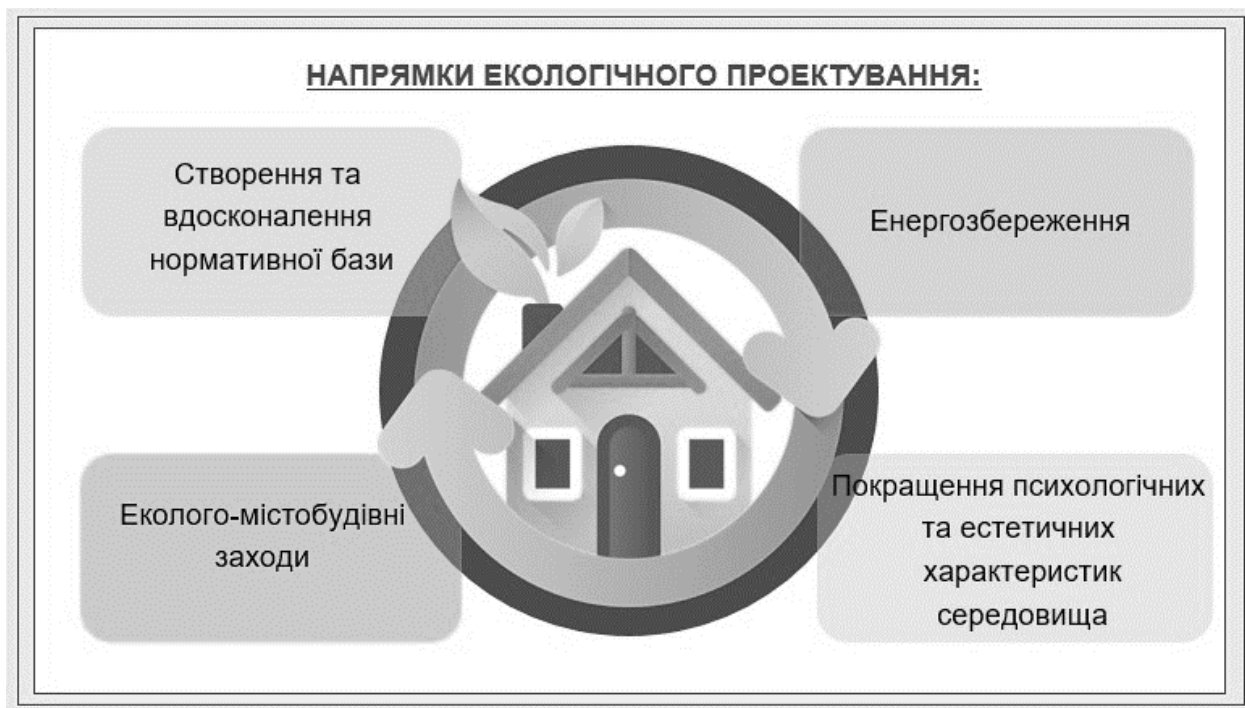 НАПРЯМКИ ЕКОЛОГІЧНОГО ПРОЕКТУВАННЯ:
Створення та
вдосконалення
нормативної бази
Енергозбереження
Еколого-містобудівні
заходи
Покращення психологічних
та естетичних
характеристик
середовища